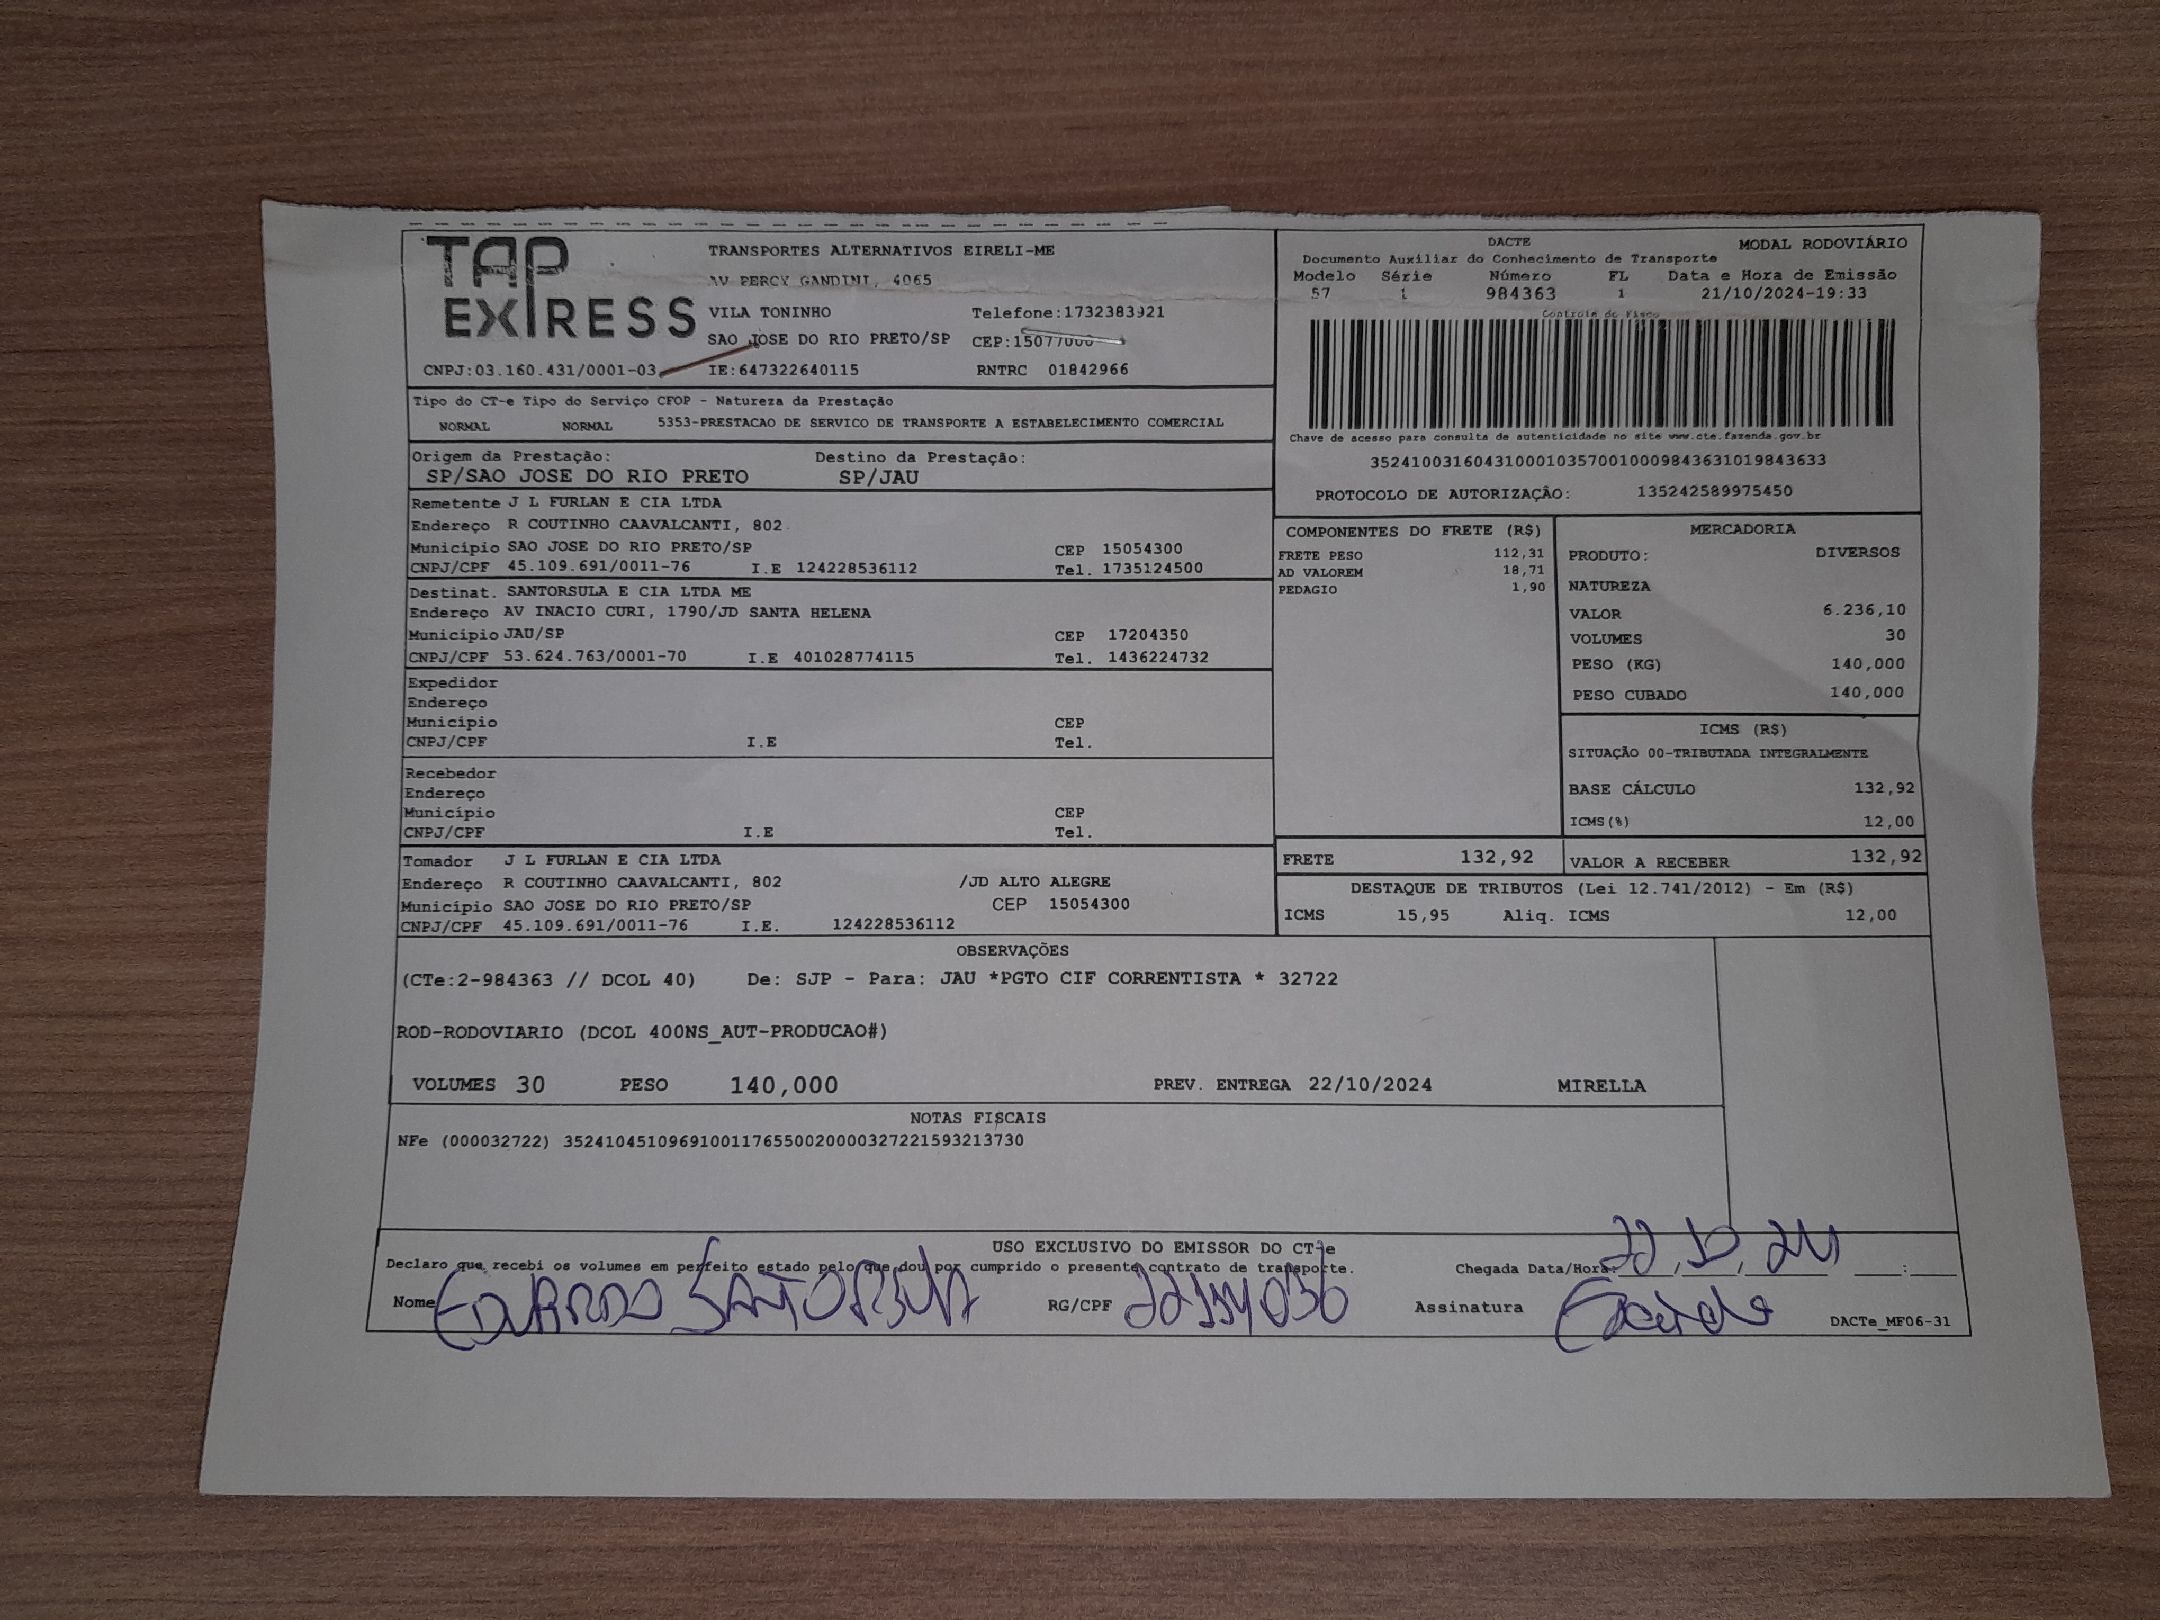 TAP EXPRESS
TRANSPORTES ALTERNATIVOS EIRELI-ME
AV PERCY GANDINI, 4065
VILA TONINHO Telefone:1732383921
SAO JOSE DO RIO PRETO/SP CEP:15077000
CNPJ:03.160.431/0001-03 IE:647322640115 RNTRC 01842966
DACTE MODAL RODOVIÁRIO
Documento Auxiliar do Conhecimento de Transporte
Modelo Série Número FL Data e Hora de Emissão
57 1 984363 1 21/10/2024-19:33
Controle do Fisco
Chave de acesso para consulta de autenticidade no site www.cte.fazenda.gov.br
35241003160431000103570010009843631019843633
PROTOCOLO DE AUTORIZAÇÃO: 135242589975450
Tipo do CT-e Tipo do Serviço CFOP - Natureza da Prestação
NORMAL NORMAL 5353-PRESTACAO DE SERVICO DE TRANSPORTE A ESTABELECIMENTO COMERCIAL
Origem da Prestação: Destino da Prestação:
SP/SAO JOSE DO RIO PRETO SP/JAU
Remetente J L FURLAN E CIA LTDA
Endereço R COUTINHO CAAVALCANTI, 802
Município SAO JOSE DO RIO PRETO/SP CEP 15054300
CNPJ/CPF 45.109.691/0011-76 I.E 124228536112 Tel. 1735124500
Destinat. SANTORSULA E CIA LTDA ME
Endereço AV INACIO CURI, 1790/JD SANTA HELENA
Município JAU/SP CEP 17204350
CNPJ/CPF 53.624.763/0001-70 I.E 401028774115 Tel. 1436224732
Expedidor
Endereço
Município CEP
CNPJ/CPF I.E Tel.
Recebedor
Endereço
Município CEP
CNPJ/CPF I.E Tel.
Tomador J L FURLAN E CIA LTDA
Endereço R COUTINHO CAAVALCANTI, 802 /JD ALTO ALEGRE
Município SAO JOSE DO RIO PRETO/SP CEP 15054300
CNPJ/CPF 45.109.691/0011-76 I.E. 124228536112
COMPONENTES DO FRETE (R$)
FRETE PESO 112,31
AD VALOREM 18,71
PEDAGIO 1,90
MERCADORIA
PRODUTO: DIVERSOS
NATUREZA
VALOR 6.236,10
VOLUMES 30
PESO (KG) 140,000
PESO CUBADO 140,000
ICMS (R$)
SITUAÇÃO 00-TRIBUTADA INTEGRALMENTE
BASE CÁLCULO 132,92
ICMS(%) 12,00
FRETE 132,92 VALOR A RECEBER 132,92
DESTAQUE DE TRIBUTOS (Lei 12.741/2012) - Em (R$)
ICMS 15,95 Aliq. ICMS 12,00
OBSERVAÇÕES
(CTe:2-984363 // DCOL 40) De: SJP - Para: JAU *PGTO CIF CORRENTISTA * 32722
ROD-RODOVIARIO (DCOL 400NS_AUT-PRODUCAO#)
VOLUMES 30 PESO 140,000 PREV. ENTREGA 22/10/2024 MIRELLA
NOTAS FISCAIS
NFe (000032722) 35241045109691001176550020000327221593213730
USO EXCLUSIVO DO EMISSOR DO CT-e
Declaro que recebi os volumes em perfeito estado pelo que dou por cumprido o presente contrato de transporte. Chegada Data/Hora: 22 10 24 :
Nome EDUARDO SANTORSULA RG/CPF Assinatura DACTe_MF06-31